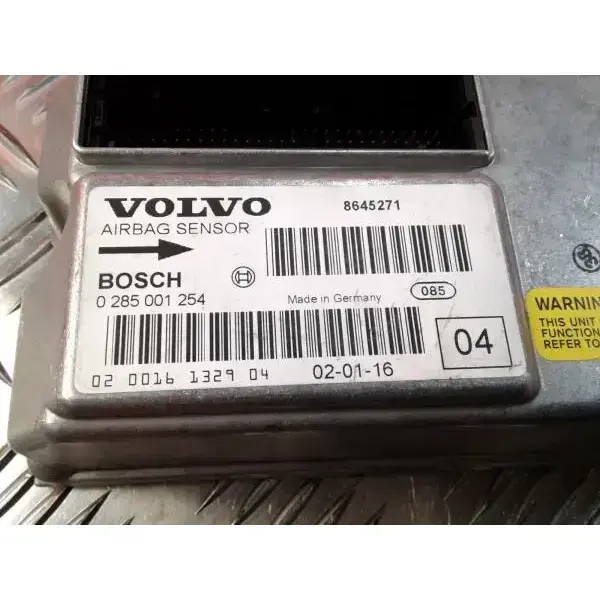 VOLVO
8645271
AIRBAG SENSOR
BOSCH
0 285 001 254
Made in Germany
085
04
02 0016 1329 04
02-01-16
WARNIN
THIS UNIT
FUNCTION
REFER TO